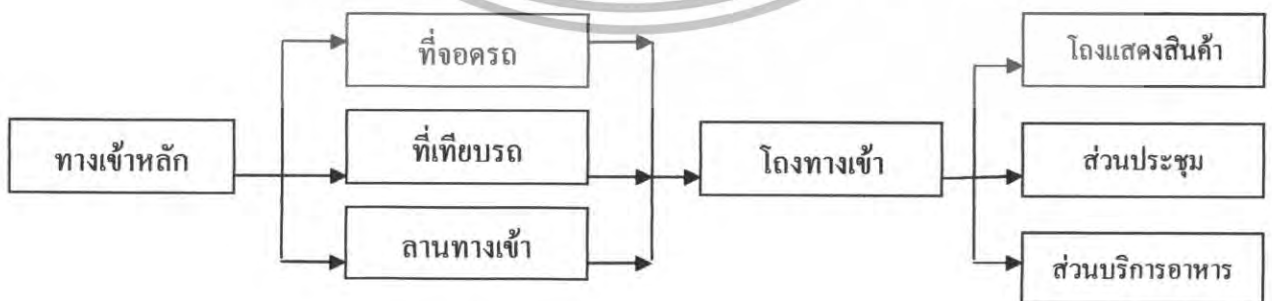 ทางเข้าหลัก
ที่จอดรถ
ที่เทียบรถ
ลานทางเข้า
โถงทางเข้า
โถงแสดงสินค้า
ส่วนประชุม
ส่วนบริการอาหาร